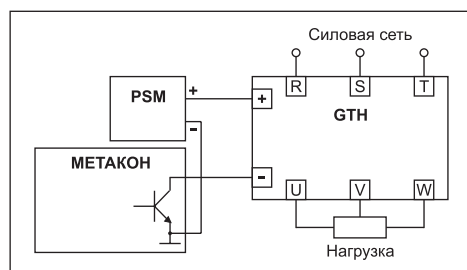 Силовая сеть
R S T
PSM + +
GTH
-
МЕТАКОН -
U V W
Нагрузка